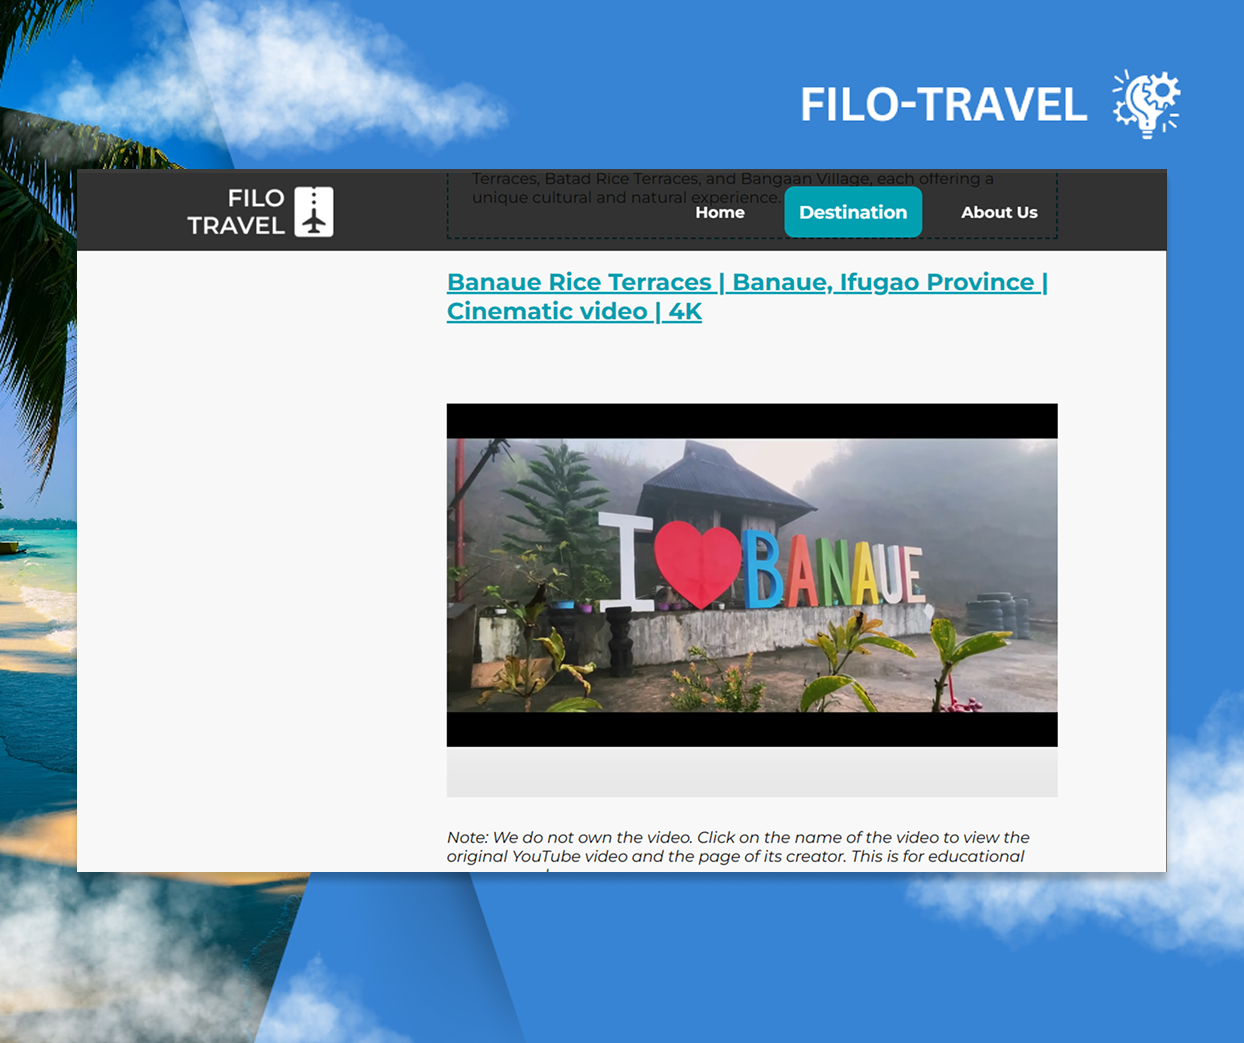 FILO-TRAVEL
Terraces, Batad Rice Terraces, and Bangaan Village, each offering a
unique cultural and natural experience.
FILO
TRAVEL
Home
Destination
About Us
Banaue Rice Terraces | Banaue, Ifugao Province |
Cinematic video | 4K
I BANAUE
Note: We do not own the video. Click on the name of the video to view the
original YouTube video and the page of its creator. This is for educational